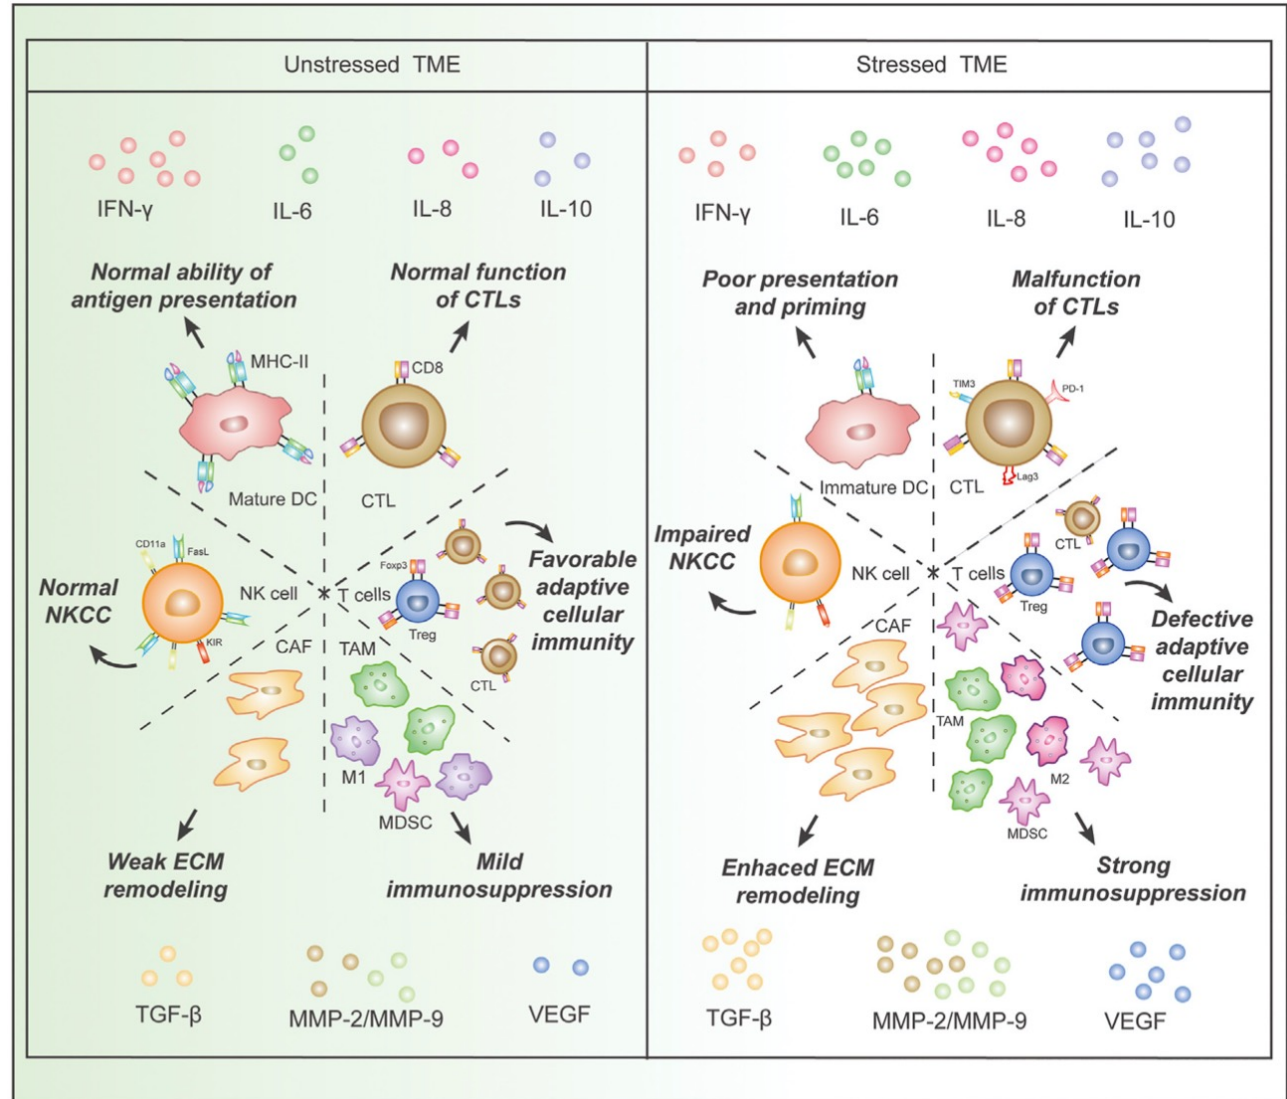 Unstressed TME
Stressed TME
IFN-γ
IL-6
IL-8
IL-10
Normal ability of
antigen presentation
Normal function
of CTLs
MHC-II
CD8
Mature DC
CTL
CD11a
FasL
KIR
NK cell
Normal
NKCC
Foxp3
T cells
Treg
CTL
Favorable
adaptive
cellular
immunity
CAF
TAM
M1
MDSC
Weak ECM
remodeling
Mild
immunosuppression
TGF-β
MMP-2/MMP-9
VEGF
IFN-γ
IL-6
IL-8
IL-10
Poor presentation
and priming
Malfunction
of CTLs
TIM3
PD-1
Lag3
Immature DC
CTL
Impaired
NKCC
NK cell
T cells
CTL
Treg
Defective
adaptive
cellular
immunity
CAF
TAM
M2
MDSC
Enhaced ECM
remodeling
Strong
immunosuppression
TGF-β
MMP-2/MMP-9
VEGF